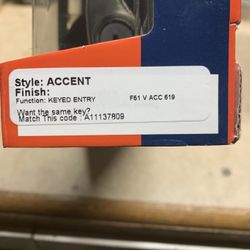 Style: ACCENT
Finish:
Function: KEYED ENTRY F51 V ACC 619
Want the same key?
Match This code : A11137809